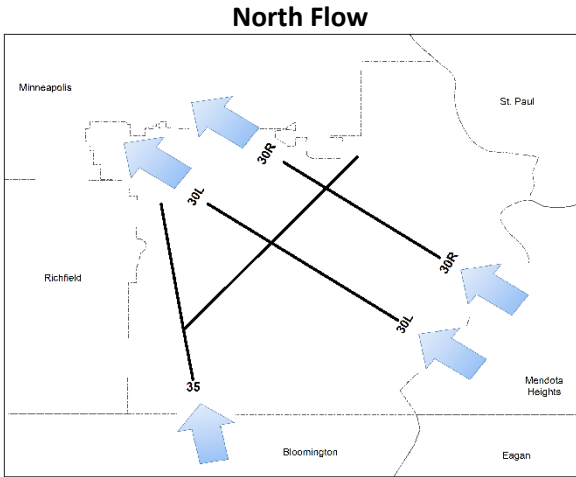 North Flow
Minneapolis
St. Paul
30R
30L
Richfield
30R
30L
35
Mendota
Heights
Bloomington
Eagan